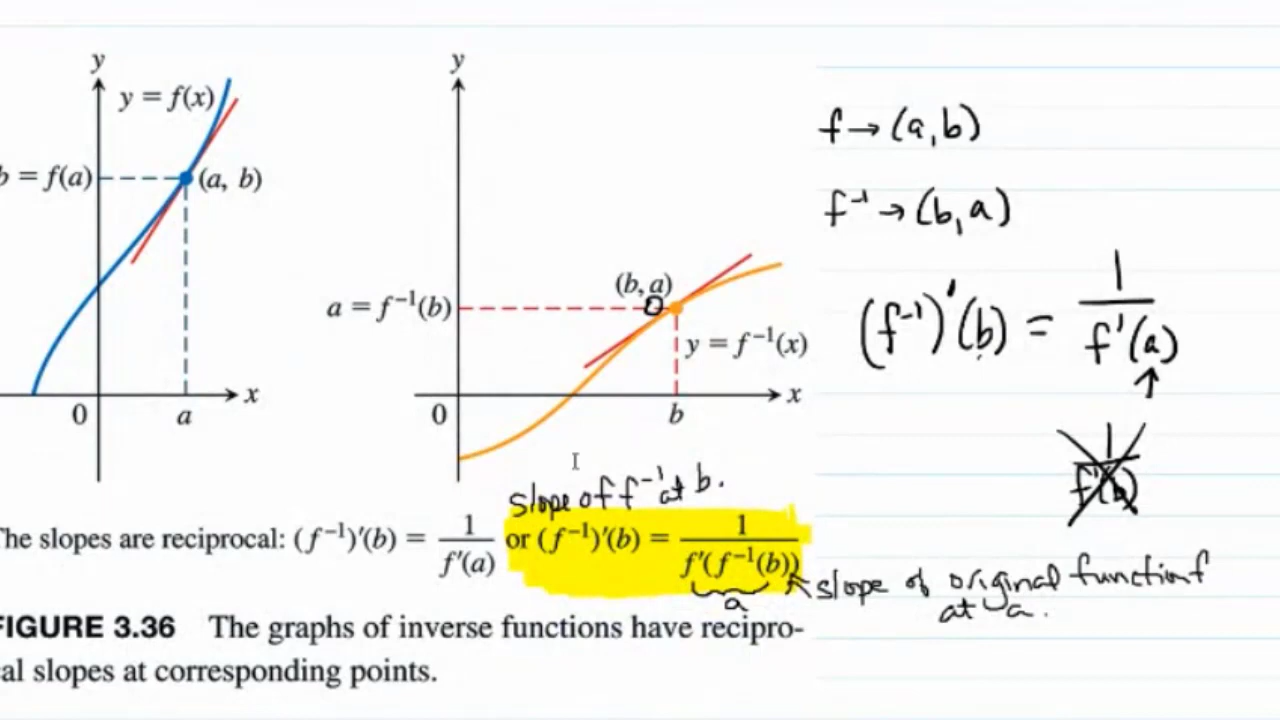 y
y = f(x)
b = f(a)
(a, b)
0
a
x
y
(b, a)
a = f⁻¹(b)
y = f⁻¹(x)
0
b
x
f → (a, b)
f⁻¹ → (b, a)
(f⁻¹)'(b) = 1/f'(a)
1/f'(b)
slope of f⁻¹ at b.
The slopes are reciprocal: (f⁻¹)'(b) = 1/f'(a) or (f⁻¹)'(b) = 1/f'(f⁻¹(b))
a
slope of original function f
at a.
FIGURE 3.36 The graphs of inverse functions have recipro-
cal slopes at corresponding points.